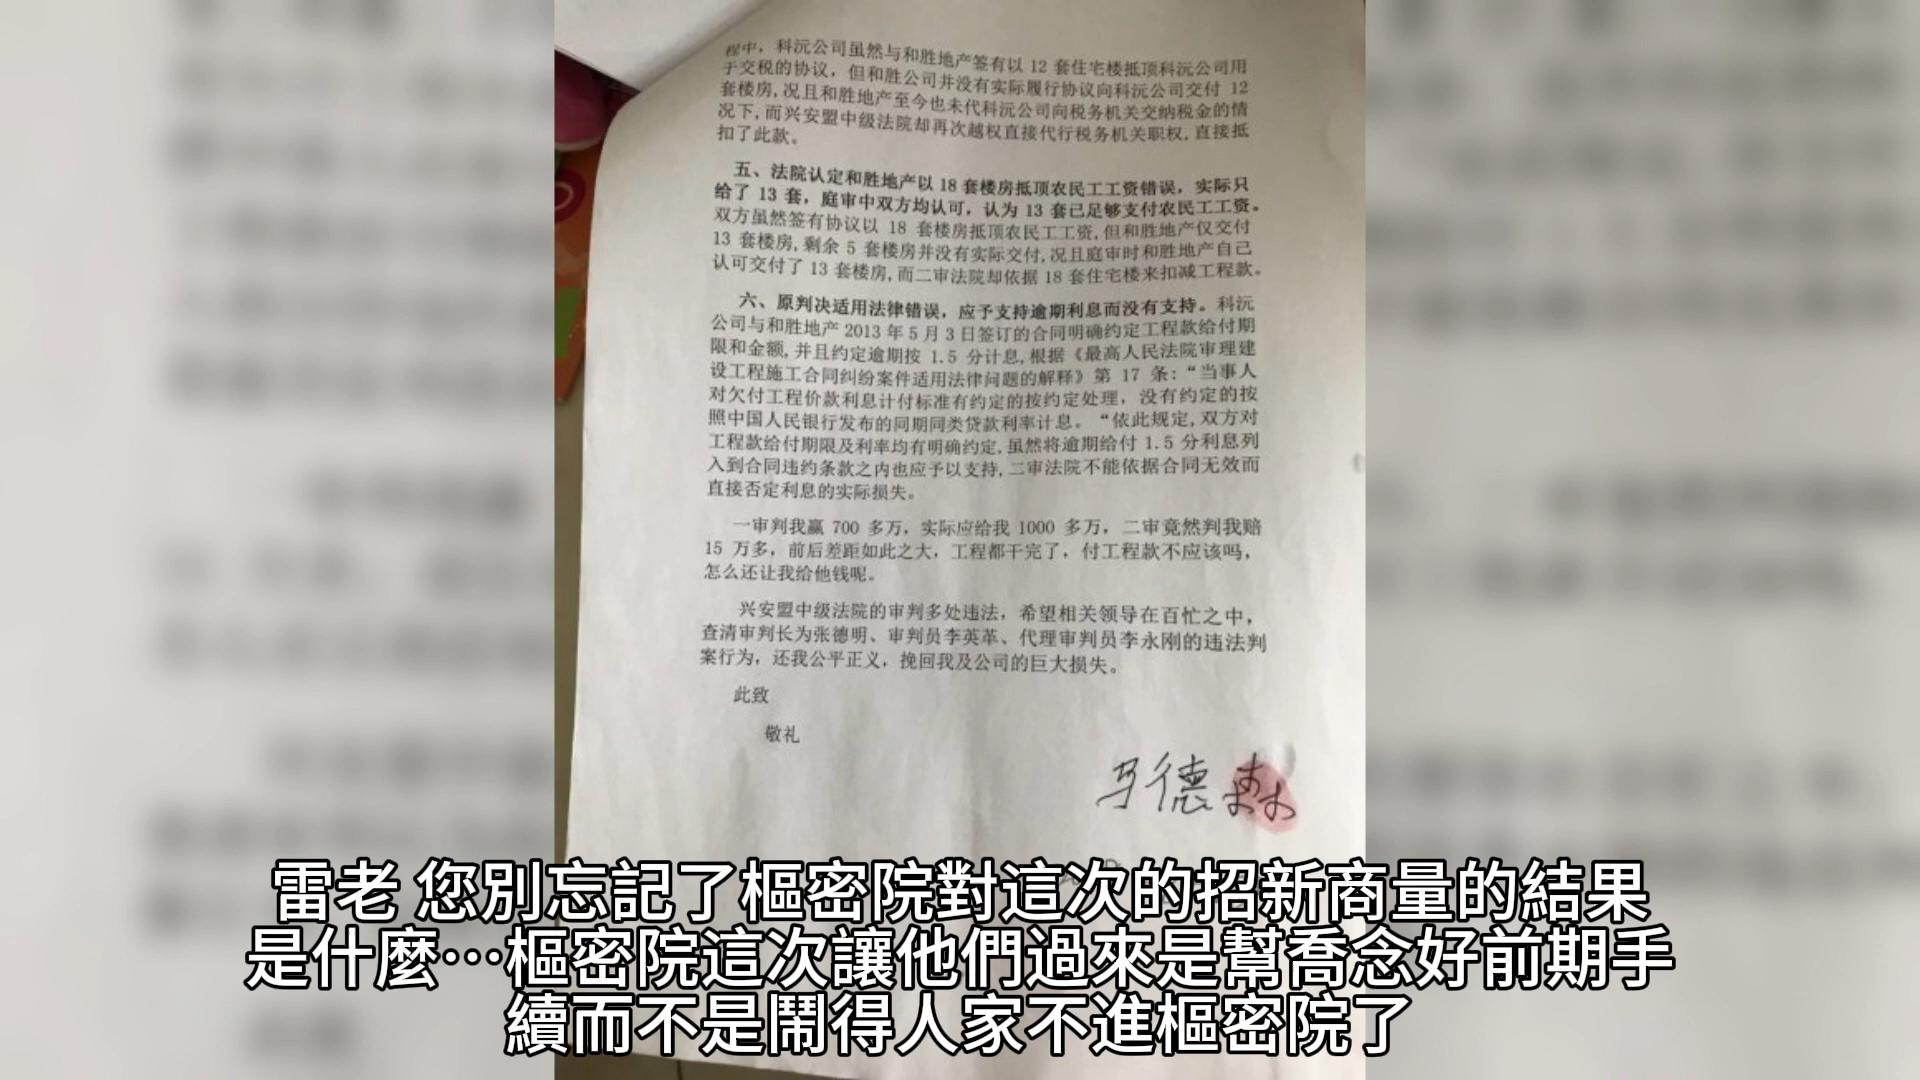 程中，科沅公司虽然与和胜地产签有以 12 套住宅楼抵顶科沅公司用
于交税的协议，但和胜公司并没有实际履行协议向科沅公司交付 12
套楼房,况且和胜地产至今也未代科沅公司向税务机关交纳税金的情
况下,而兴安盟中级法院却再次越权直接代行税务机关职权,直接抵
扣了此款。
五、法院认定和胜地产以 18 套楼房抵顶农民工工资错误，实际只
给了 13 套，庭审中双方均认可，认为 13 套已足够支付农民工工资。
双方虽然签有协议以 18 套楼房抵顶农民工工资,但和胜地产仅交付
13 套楼房,剩余 5 套楼房并没有实际交付,况且庭审时和胜地产自己
认可交付了 13 套楼房,而二审法院却依据 18 套住宅楼来扣减工程款。
六、原判决适用法律错误，应予支持逾期利息而没有支持。科沅
公司与和胜地产 2013 年 5 月 3 日签订的合同明确约定工程款给付期
限和金额,并且约定逾期按 1.5 分计息,根据《最高人民法院审理建
设工程施工合同纠纷案件适用法律问题的解释》第 17 条:“当事人
对欠付工程价款利息计付标准有约定的按约定处理，没有约定的按
照中国人民银行发布的同期同类贷款利率计息。“依此规定,双方对
工程款给付期限及利率均有明确约定,虽然将逾期给付 1.5 分利息列
入到合同违约条款之内也应予以支持,二审法院不能依据合同无效而
直接否定利息的实际损失。
一审判我赢 700 多万，实际应给我 1000 多万，二审竟然判我赔
15 万多，前后差距如此之大，工程都干完了，付工程款不应该吗，
怎么还让我给他钱呢。
兴安盟中级法院的审判多处违法，希望相关领导在百忙之中，
查清审判长为张德明、审判员李英革、代理审判员李永刚的违法判
案行为，还我公平正义，挽回我及公司的巨大损失。
此致
敬礼
雷老 您別忘記了樞密院對這次的招新商量的結果
是什麼…樞密院這次讓他們過來是幫喬念好前期手
續而不是鬧得人家不進樞密院了